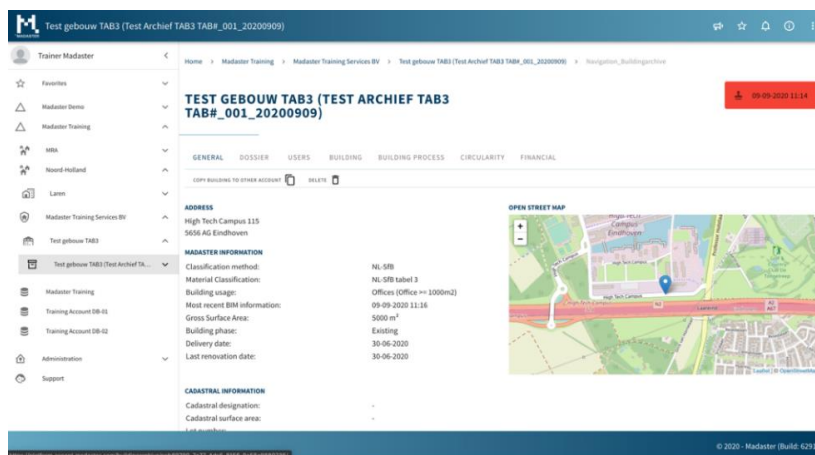 Test gebouw TAB3 (Test Archief TAB3 TAB#_001_20200909)
MADASTER
Trainer Madaster
Home > Madaster Training > Madaster Training Services BV > Test gebouw TAB3 (Test Archief TAB3 TAB#_001_20200909) > Navigation_Buildingarchive
Favorites
Madaster Demo
Madaster Training
MRA
Noord-Holland
Laren
Madaster Training Services BV
Test gebouw TAB3
Test gebouw TAB3 (Test Archief TA...
Madaster Training
Training Account DB-01
Training Account DB-02
Administration
Support
TEST GEBOUW TAB3 (TEST ARCHIEF TAB3
TAB#_001_20200909)
09-09-2020 11:14
GENERAL DOSSIER USERS BUILDING BUILDING PROCESS CIRCULARITY FINANCIAL
COPY BUILDING TO OTHER ACCOUNT DELETE
ADDRESS
High Tech Campus 115
5656 AG Eindhoven
MADASTER INFORMATION
Classification method: NL-SfB
Material Classification: NL-SfB tabel 3
Building usage: Offices (Office >= 1000m2)
Most recent BIM information: 09-09-2020 11:16
Gross Surface Area: 5000 m²
Building phase: Existing
Delivery date: 30-06-2020
Last renovation date: 30-06-2020
CADASTRAL INFORMATION
Cadastral designation: -
Cadastral surface area: -
OPEN STREET MAP
+
−
High Tech
Campus
Eindhoven
High Tech Campus
Leaflet | © OpenStreetMap
© 2020 - Madaster (Build: 6291